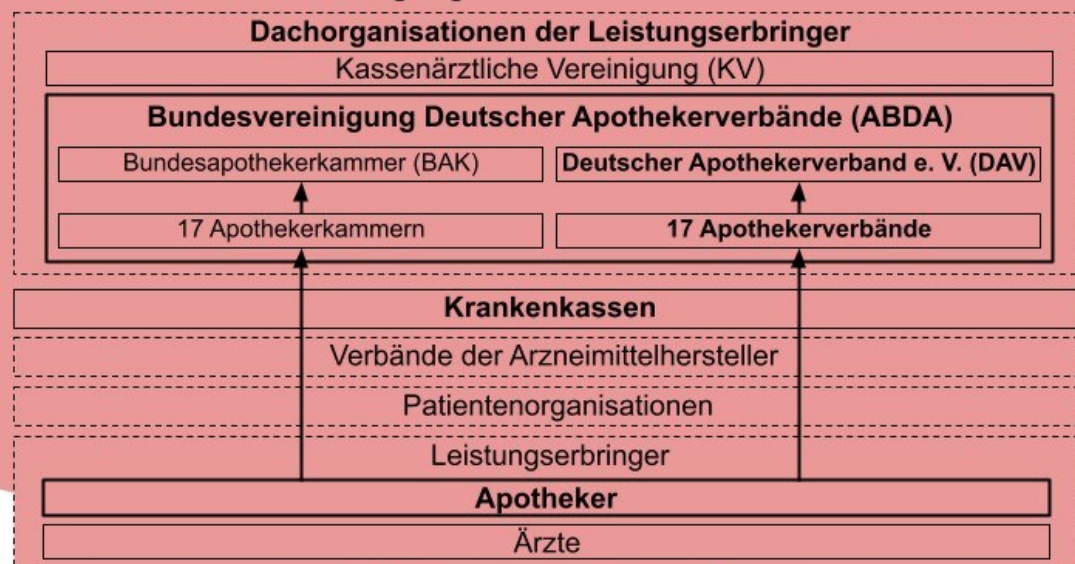 Dachorganisationen der Leistungserbringer
Kassenärztliche Vereinigung (KV)
Bundesvereinigung Deutscher Apothekerverbände (ABDA)
Bundesapothekerkammer (BAK)
Deutscher Apothekerverband e. V. (DAV)
17 Apothekerkammern
17 Apothekerverbände
Krankenkassen
Verbände der Arzneimittelhersteller
Patientenorganisationen
Leistungserbringer
Apotheker
Ärzte